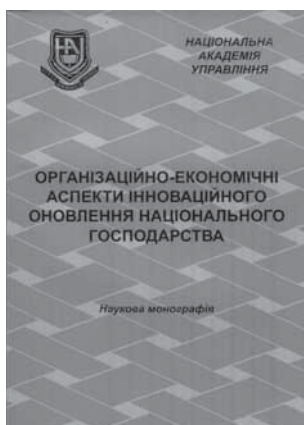 НАЦІОНАЛЬНА
АКАДЕМІЯ
УПРАВЛІННЯ
ОРГАНІЗАЦІЙНО-ЕКОНОМІЧНІ
АСПЕКТИ ІННОВАЦІЙНОГО
ОНОВЛЕННЯ НАЦІОНАЛЬНОГО
ГОСПОДАРСТВА
Наукова монографія